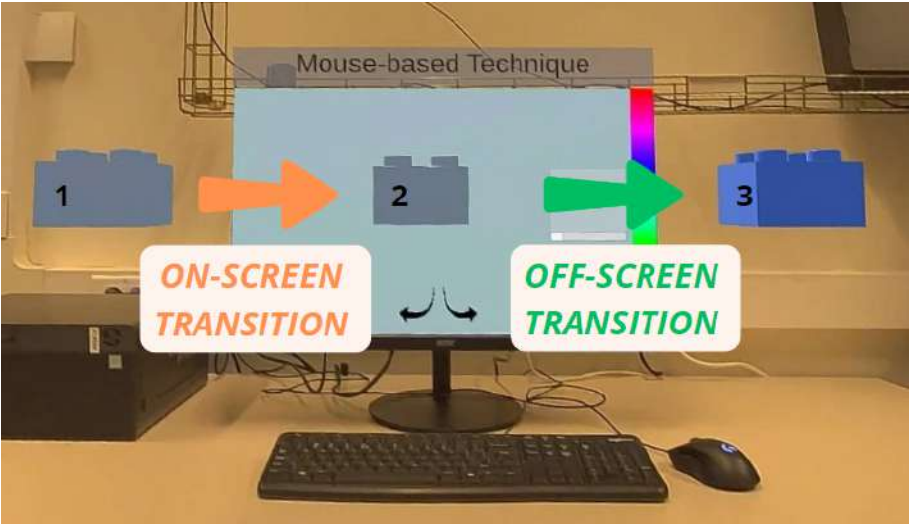 Mouse-based Technique
1
2
3
ON-SCREEN
TRANSITION
OFF-SCREEN
TRANSITION